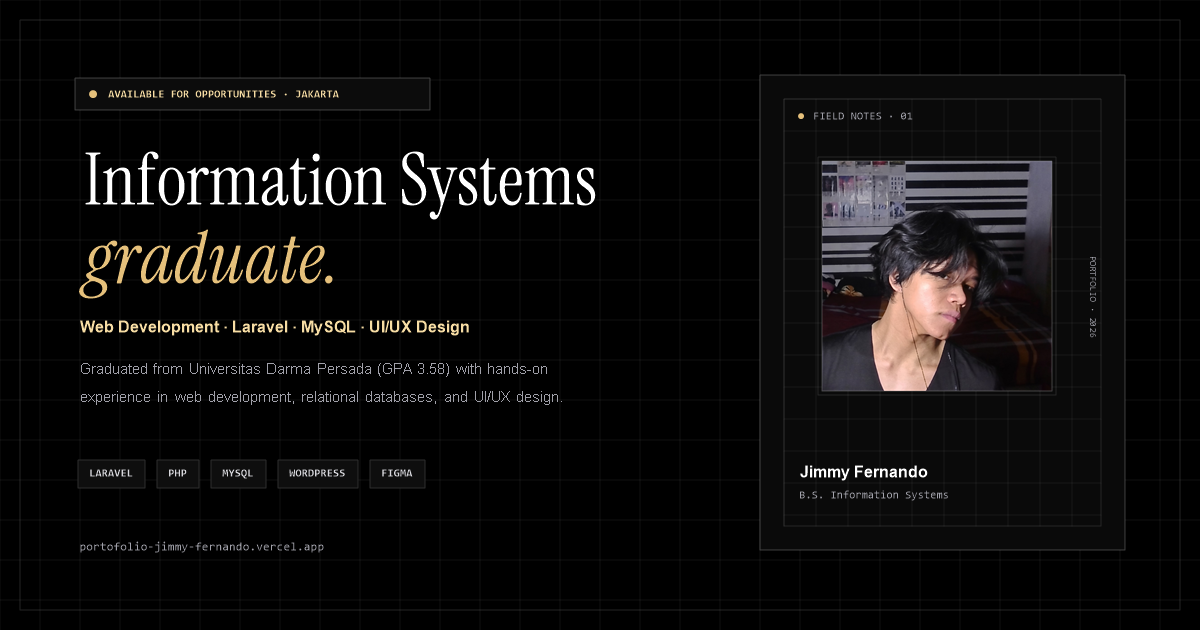 AVAILABLE FOR OPPORTUNITIES · JAKARTA
Information Systems
graduate.
Web Development · Laravel · MySQL · UI/UX Design
Graduated from Universitas Darma Persada (GPA 3.58) with hands-on
experience in web development, relational databases, and UI/UX design.
LARAVEL
PHP
MYSQL
WORDPRESS
FIGMA
portofolio-jimmy-fernando.vercel.app
FIELD NOTES · 01
PORTFOLIO · 2026
Jimmy Fernando
B.S. Information Systems